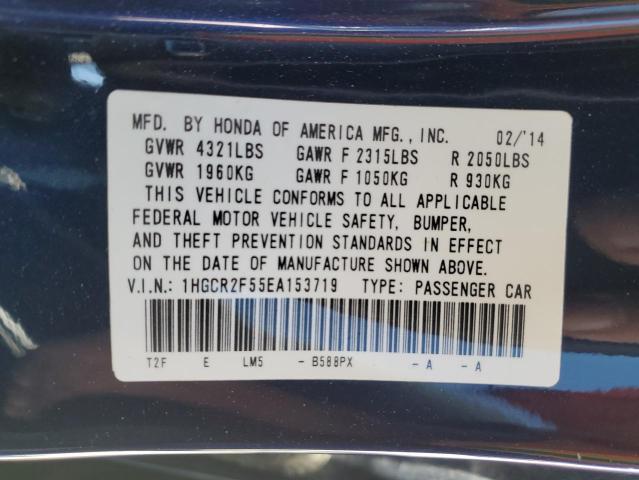 MFD. BY HONDA OF AMERICA MFG., INC. 02/'14
GVWR 4321LBS GAWR F 2315LBS R 2050LBS
GVWR 1960KG GAWR F 1050KG R 930KG
THIS VEHICLE CONFORMS TO ALL APPLICABLE
FEDERAL MOTOR VEHICLE SAFETY, BUMPER,
AND THEFT PREVENTION STANDARDS IN EFFECT
ON THE DATE OF MANUFACTURE SHOWN ABOVE.
V.I.N.: 1HGCR2F55EA153719 TYPE: PASSENGER CAR
T2F E LM5 - B588PX - A - A